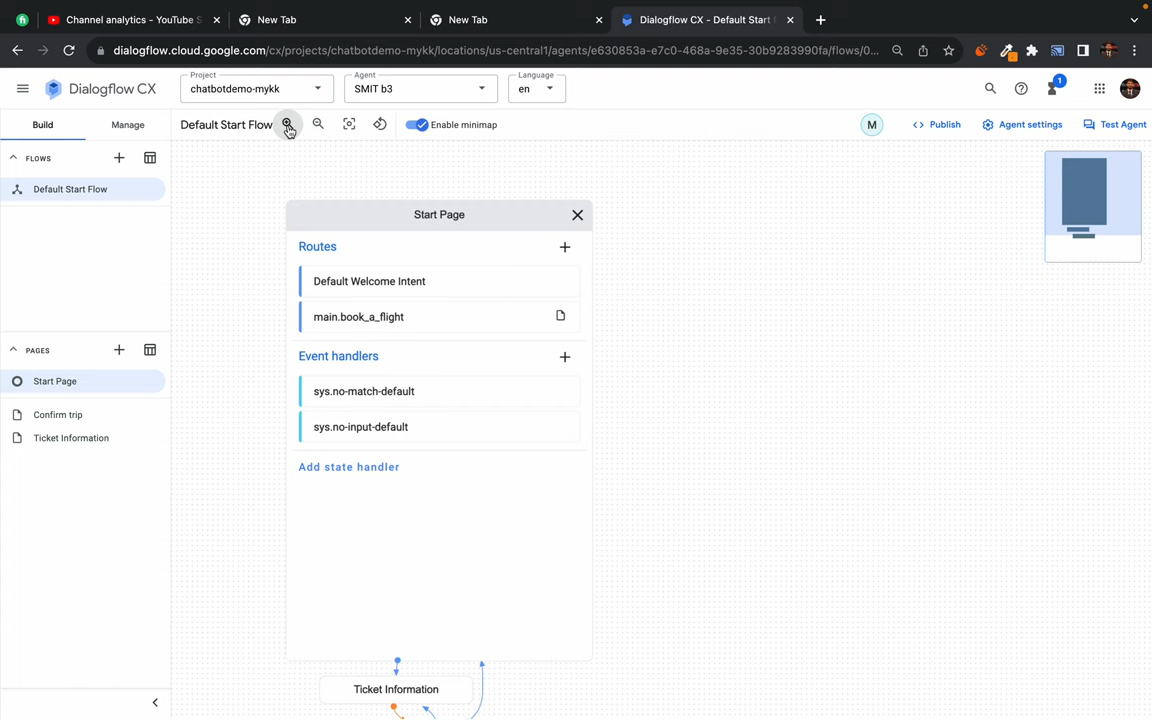 Channel analytics - YouTube S
New Tab
New Tab
Dialogflow CX - Default Start F
dialogflow.cloud.google.com/cx/projects/chatbotdemo-mykk/locations/us-central1/agents/e630853a-e7c0-468a-9e35-30b9283990fa/flows/0...
Dialogflow CX
Project
chatbotdemo-mykk
Agent
SMIT b3
Language
en
1
Build
Manage
Default Start Flow
Enable minimap
M
Publish
Agent settings
Test Agent
FLOWS
Default Start Flow
PAGES
Start Page
Confirm trip
Ticket Information
Start Page
Routes
Default Welcome Intent
main.book_a_flight
Event handlers
sys.no-match-default
sys.no-input-default
Add state handler
Ticket Information